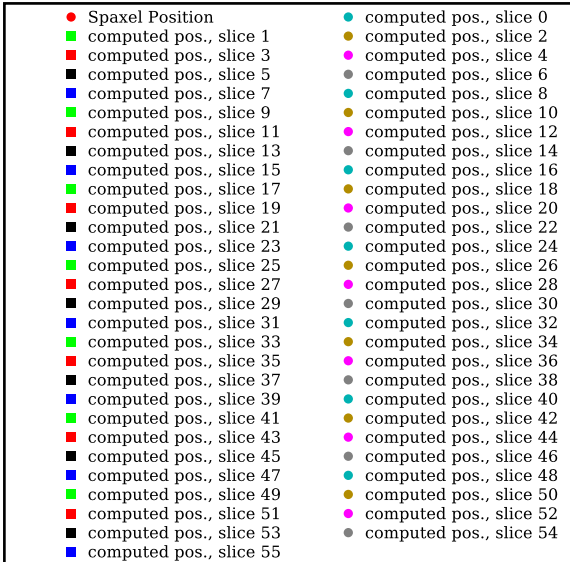 Spaxel Position
computed pos., slice 1
computed pos., slice 3
computed pos., slice 5
computed pos., slice 7
computed pos., slice 9
computed pos., slice 11
computed pos., slice 13
computed pos., slice 15
computed pos., slice 17
computed pos., slice 19
computed pos., slice 21
computed pos., slice 23
computed pos., slice 25
computed pos., slice 27
computed pos., slice 29
computed pos., slice 31
computed pos., slice 33
computed pos., slice 35
computed pos., slice 37
computed pos., slice 39
computed pos., slice 41
computed pos., slice 43
computed pos., slice 45
computed pos., slice 47
computed pos., slice 49
computed pos., slice 51
computed pos., slice 53
computed pos., slice 55
computed pos., slice 0
computed pos., slice 2
computed pos., slice 4
computed pos., slice 6
computed pos., slice 8
computed pos., slice 10
computed pos., slice 12
computed pos., slice 14
computed pos., slice 16
computed pos., slice 18
computed pos., slice 20
computed pos., slice 22
computed pos., slice 24
computed pos., slice 26
computed pos., slice 28
computed pos., slice 30
computed pos., slice 32
computed pos., slice 34
computed pos., slice 36
computed pos., slice 38
computed pos., slice 40
computed pos., slice 42
computed pos., slice 44
computed pos., slice 46
computed pos., slice 48
computed pos., slice 50
computed pos., slice 52
computed pos., slice 54